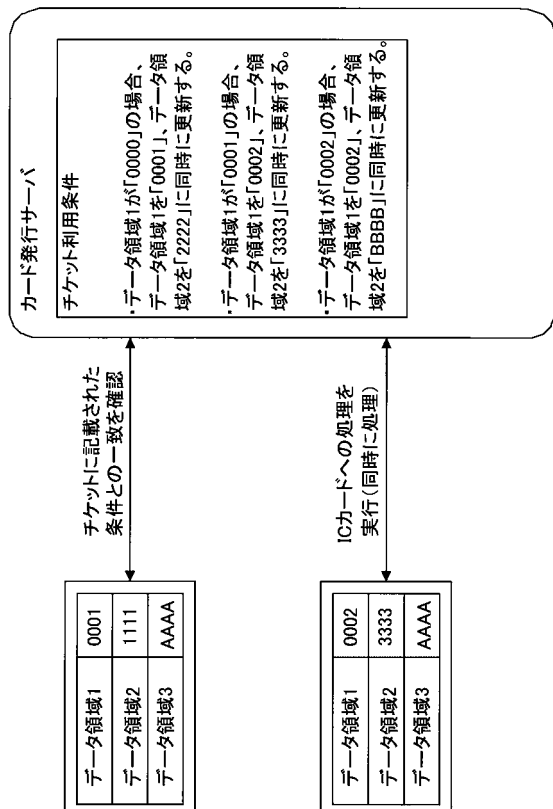 カード発行サーバ
チケット利用条件
・データ領域1が「0000」の場合、
データ領域1を「0001」、データ領
域2を「2222」に同時に更新する。
・データ領域1が「0001」の場合、
データ領域1を「0002」、データ領
域2を「3333」に同時に更新する。
・データ領域1が「0002」の場合、
データ領域1を「0002」、データ領
域2を「BBBB」に同時に更新する。
チケットに記載された
条件との一致を確認
ICカードへの処理を
実行(同時に処理)
データ領域1 0001
データ領域2 1111
データ領域3 AAAA
データ領域1 0002
データ領域2 3333
データ領域3 AAAA